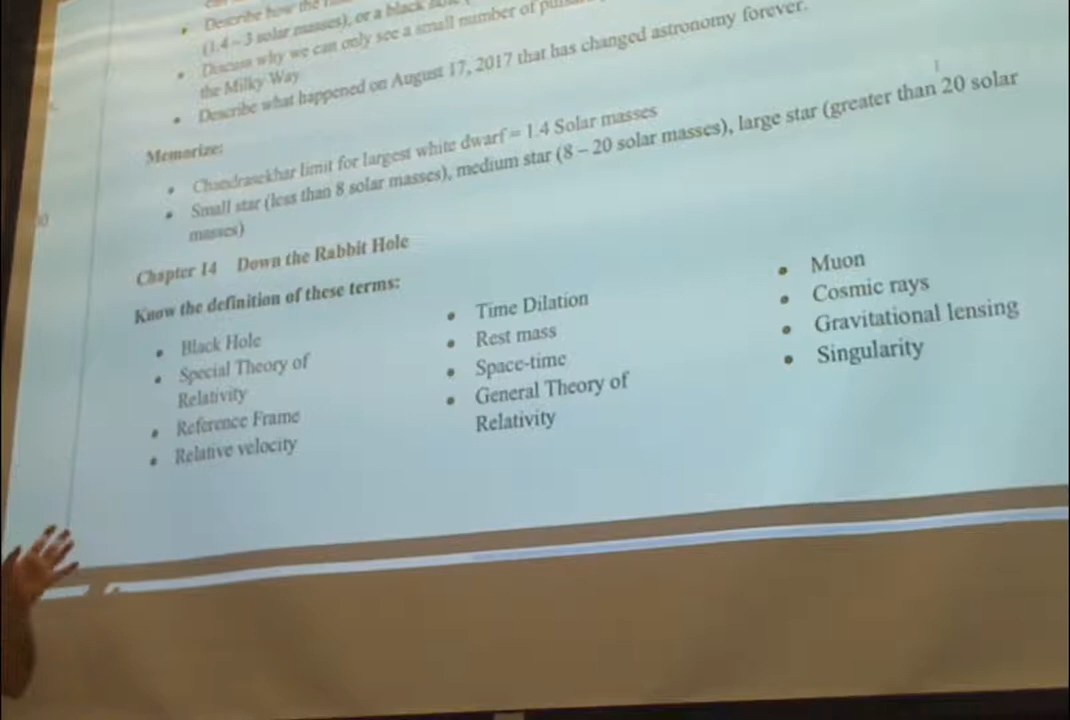 Describe how the
(1.4 – 3 solar masses), or a black
Discuss why we can only see a small number of
the Milky Way
• Describe what happened on August 17, 2017 that has changed astronomy forever.
Memorize:
• Chandrasekhar limit for largest white dwarf = 1.4 Solar masses
• Small star (less than 8 solar masses), medium star (8 – 20 solar masses), large star (greater than 20 solar
masses)
Chapter 14 Down the Rabbit Hole
Know the definition of these terms:
• Black Hole
• Special Theory of
Relativity
• Reference Frame
• Relative velocity
• Time Dilation
• Rest mass
• Space-time
• General Theory of
Relativity
• Muon
• Cosmic rays
• Gravitational lensing
• Singularity